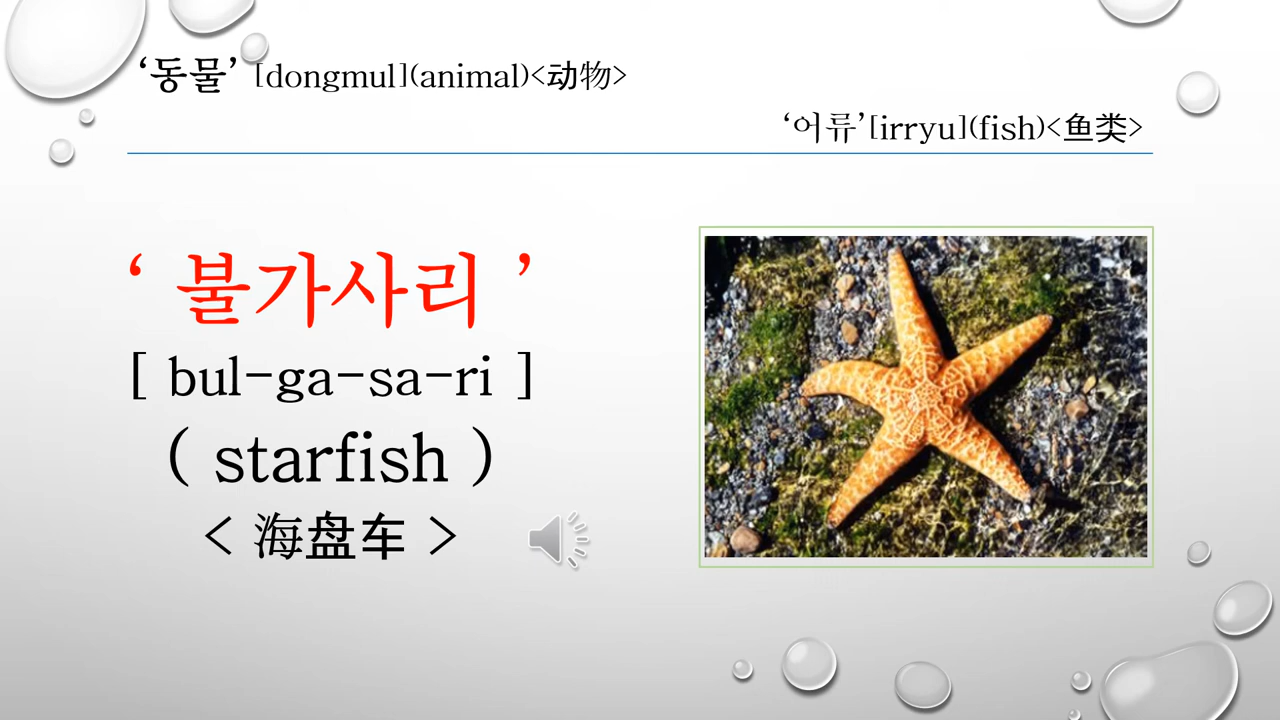 ‘동물’ [dongmul](animal)<动物>
‘어류’[irryu](fish)<鱼类>
‘ 불가사리 ’
[ bul-ga-sa-ri ]
( starfish )
< 海盘车 >